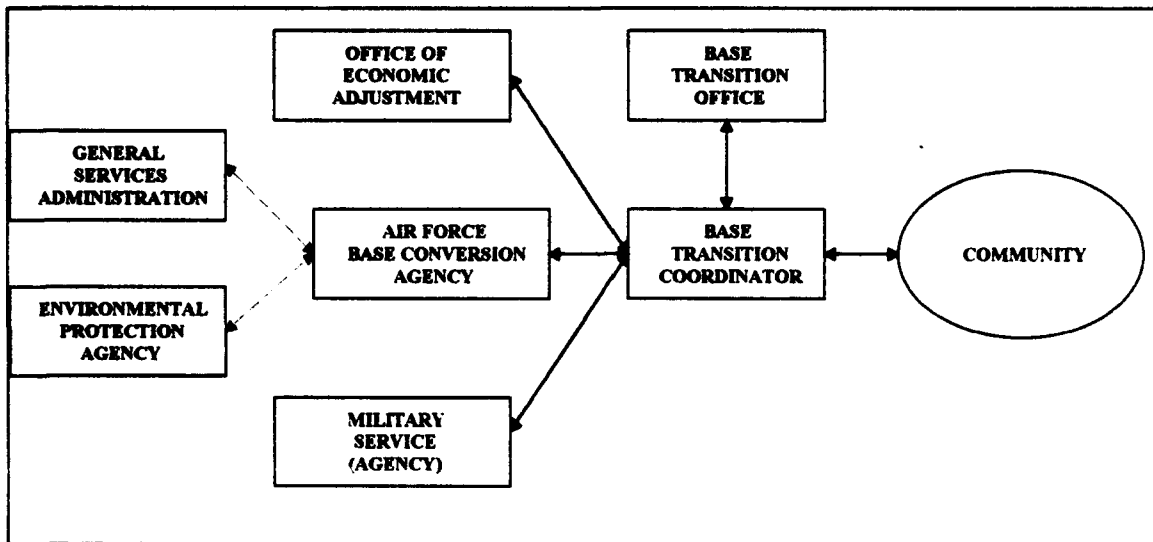 OFFICE OF
ECONOMIC
ADJUSTMENT
BASE
TRANSITION
OFFICE
GENERAL
SERVICES
ADMINISTRATION
AIR FORCE
BASE CONVERSION
AGENCY
BASE
TRANSITION
COORDINATOR
COMMUNITY
ENVIRONMENTAL
PROTECTION
AGENCY
MILITARY
SERVICE
(AGENCY)